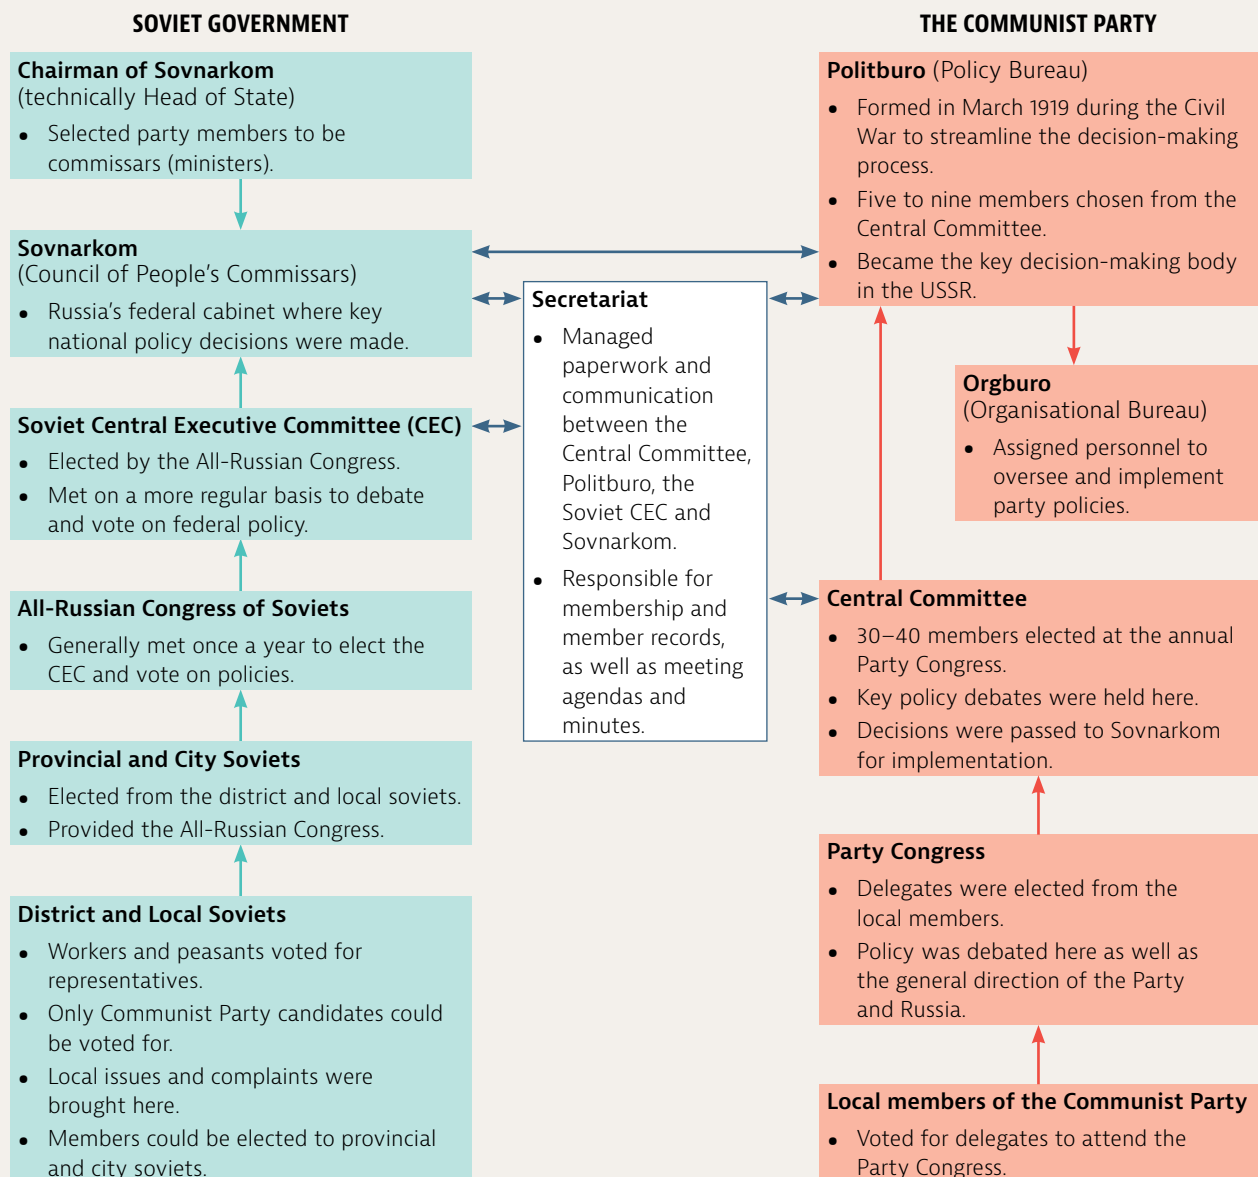 SOVIET GOVERNMENT
Chairman of Sovnarkom
(technically Head of State)
• Selected party members to be
commissars (ministers).
Sovnarkom
(Council of People's Commissars)
• Russia's federal cabinet where key
national policy decisions were made.
Soviet Central Executive Committee (CEC)
• Elected by the All-Russian Congress.
• Met on a more regular basis to debate
and vote on federal policy.
All-Russian Congress of Soviets
• Generally met once a year to elect the
CEC and vote on policies.
Provincial and City Soviets
• Elected from the district and local soviets.
• Provided the All-Russian Congress.
District and Local Soviets
• Workers and peasants voted for
representatives.
• Only Communist Party candidates could
be voted for.
• Local issues and complaints were
brought here.
• Members could be elected to provincial
and city soviets.
Secretariat
• Managed
paperwork and
communication
between the
Central Committee,
Politburo, the
Soviet CEC and
Sovnarkom.
• Responsible for
membership and
member records,
as well as meeting
agendas and
minutes.
THE COMMUNIST PARTY
Politburo (Policy Bureau)
• Formed in March 1919 during the Civil
War to streamline the decision-making
process.
• Five to nine members chosen from the
Central Committee.
• Became the key decision-making body
in the USSR.
Orgburo
(Organisational Bureau)
• Assigned personnel to
oversee and implement
party policies.
Central Committee
• 30–40 members elected at the annual
Party Congress.
• Key policy debates were held here.
• Decisions were passed to Sovnarkom
for implementation.
Party Congress
• Delegates were elected from the
local members.
• Policy was debated here as well as
the general direction of the Party
and Russia.
Local members of the Communist Party
• Voted for delegates to attend the
Party Congress.